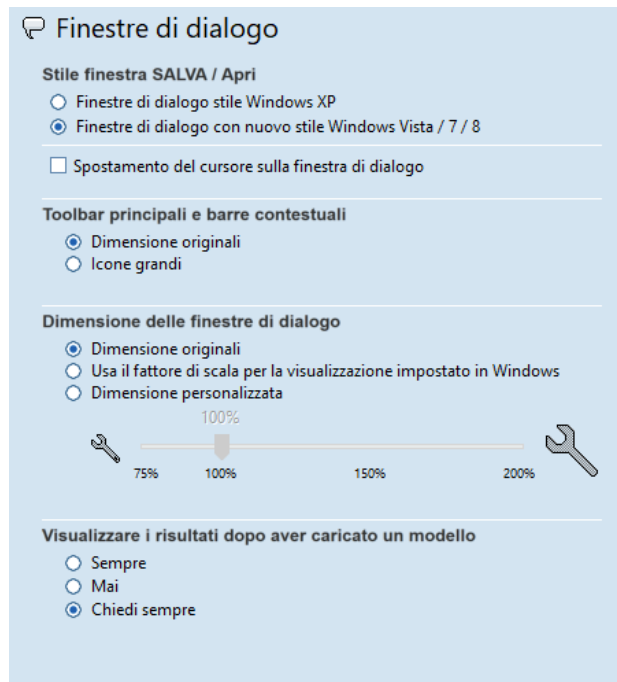 Finestre di dialogo
Stile finestra SALVA / Apri
Finestre di dialogo stile Windows XP
Finestre di dialogo con nuovo stile Windows Vista / 7 / 8
Spostamento del cursore sulla finestra di dialogo
Toolbar principali e barre contestuali
Dimensione originali
Icone grandi
Dimensione delle finestre di dialogo
Dimensione originali
Usa il fattore di scala per la visualizzazione impostato in Windows
Dimensione personalizzata
100%
75% 100% 150% 200%
Visualizzare i risultati dopo aver caricato un modello
Sempre
Mai
Chiedi sempre